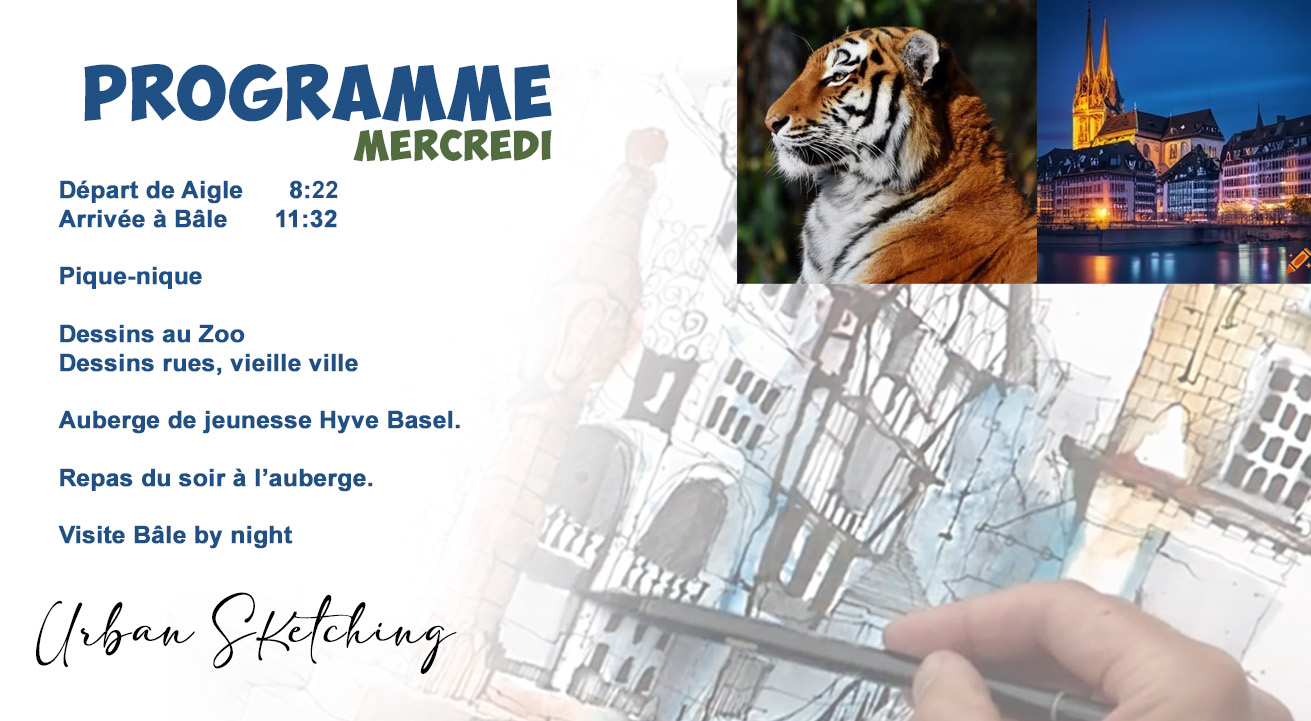 PROGRAMME
MERCREDI
Départ de Aigle 8:22
Arrivée à Bâle 11:32
Pique-nique
Dessins au Zoo
Dessins rues, vieille ville
Auberge de jeunesse Hyve Basel.
Repas du soir à l’auberge.
Visite Bâle by night
Urban Sketching